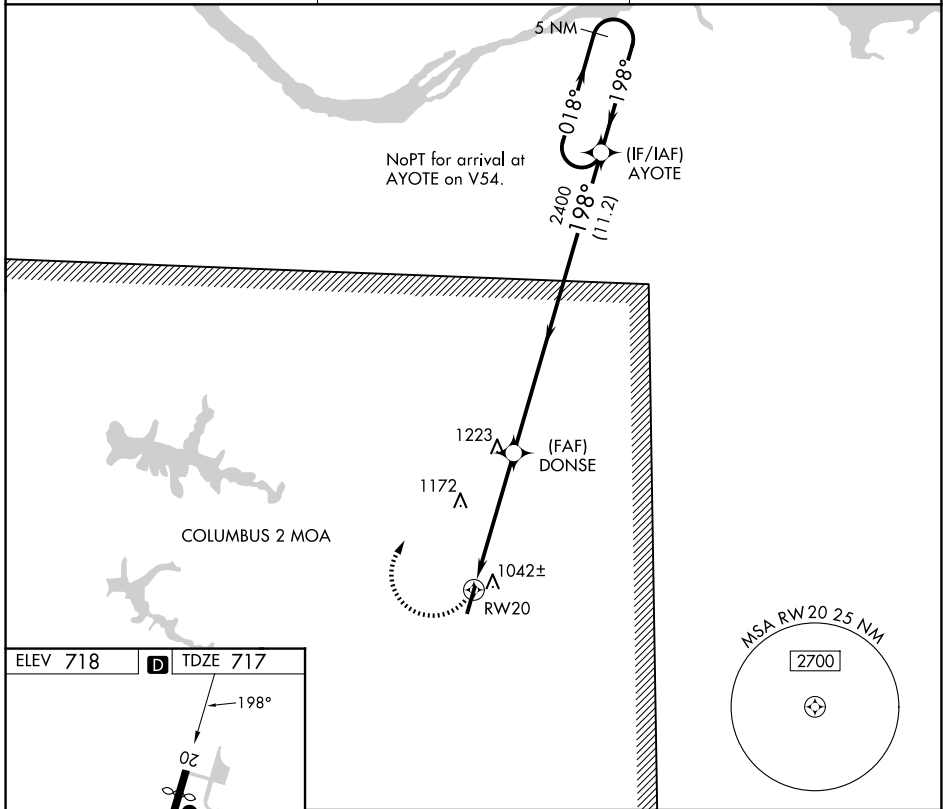 5 NM
018°
198°
NoPT for arrival at
AYOTE on V54.
(IF/IAF)
AYOTE
2400
198°
(11.2)
1223
(FAF)
DONSE
1172
COLUMBUS 2 MOA
1042±
RW20
MSA RW20 25 NM
2700
ELEV 718
D
TDZE 717
198°
20